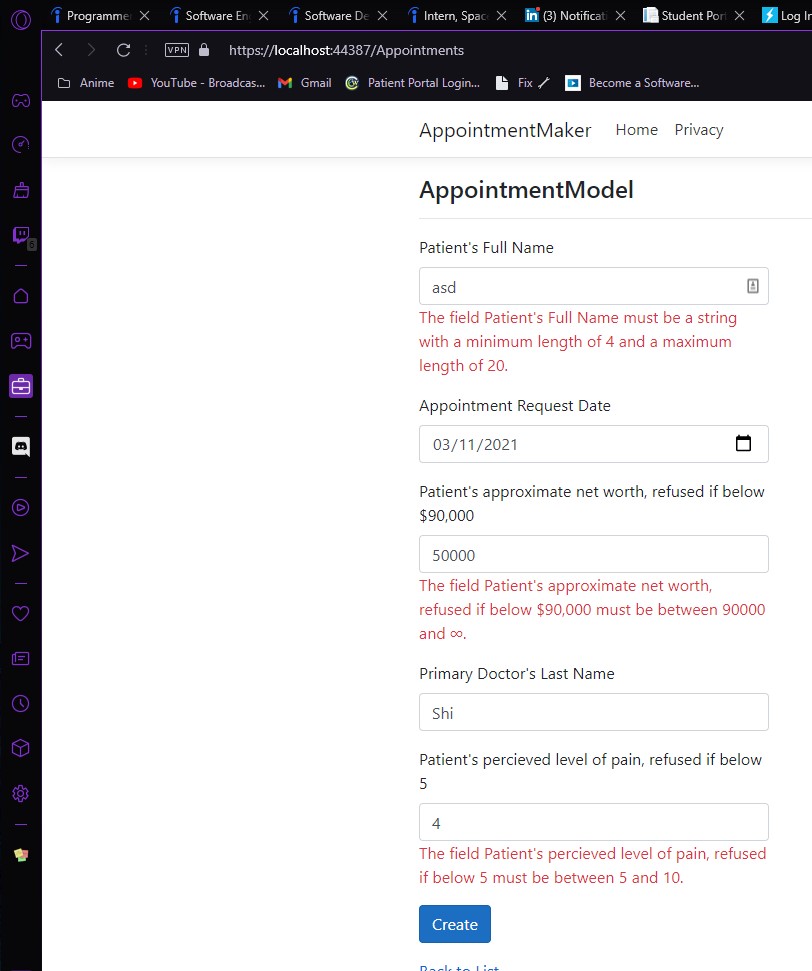 Programme
Software En
Software De
Intern, Spac
in (3) Notificati
Student Por
Log In
VPN https://localhost:44387/Appointments
Anime YouTube - Broadcas... Gmail Patient Portal Login... Fix Become a Software...
AppointmentMaker Home Privacy
AppointmentModel
Patient's Full Name
asd
The field Patient's Full Name must be a string
with a minimum length of 4 and a maximum
length of 20.
Appointment Request Date
03/11/2021
Patient's approximate net worth, refused if below
$90,000
50000
The field Patient's approximate net worth,
refused if below $90,000 must be between 90000
and ∞.
Primary Doctor's Last Name
Shi
Patient's percieved level of pain, refused if below
5
4
The field Patient's percieved level of pain, refused
if below 5 must be between 5 and 10.
Create
Back to List